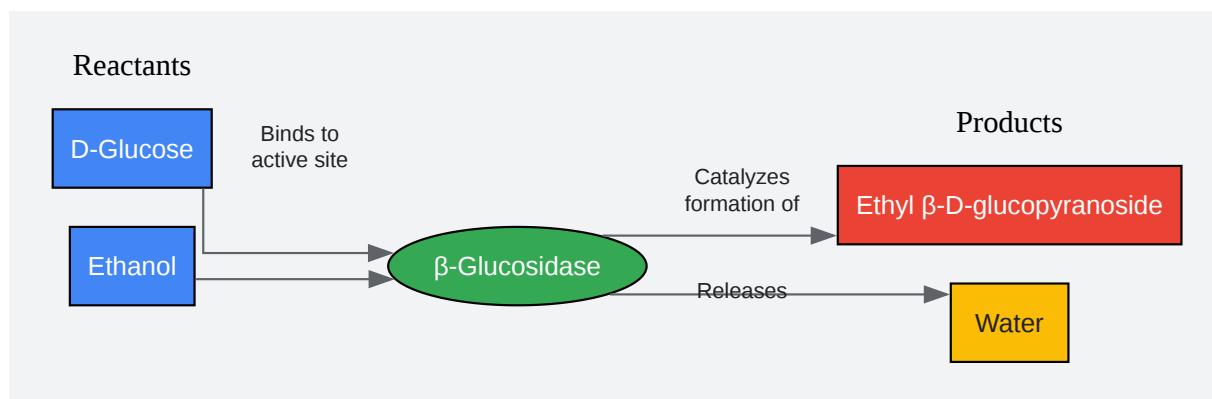 Reactants
D-Glucose
Binds to
active site
Ethanol
β-Glucosidase
Catalyzes
formation of
Releases
Products
Ethyl β-D-glucopyranoside
Water